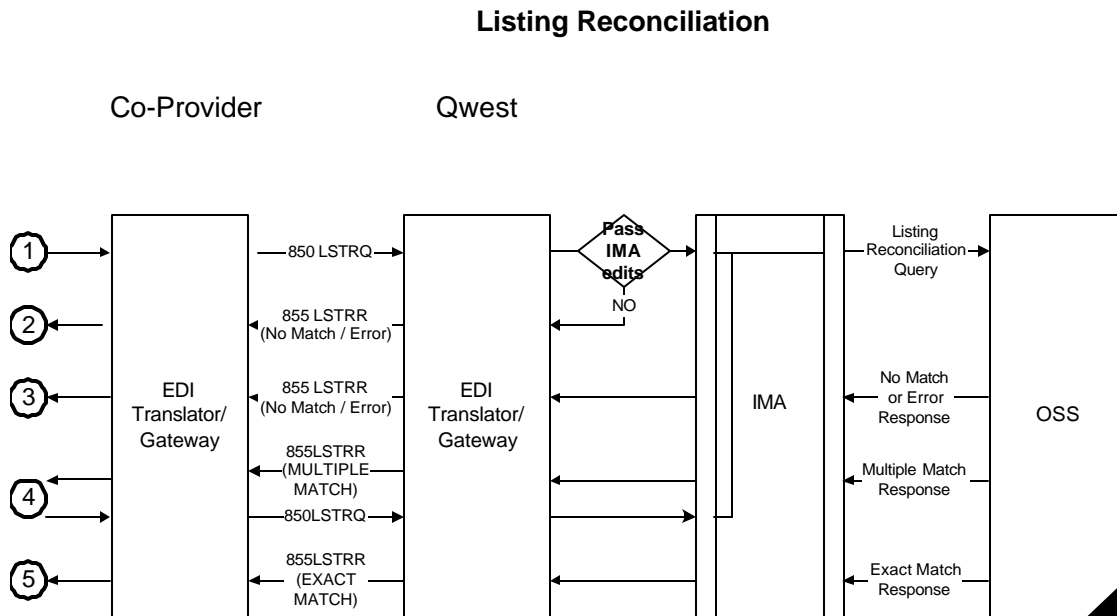 Listing Reconciliation
Co-Provider
Qwest
1
850 LSTRQ
Pass
IMA
edits
Listing
Reconciliation
Query
2
855 LSTRR
(No Match / Error)
NO
3
855 LSTRR
(No Match / Error)
No Match
or Error
Response
EDI
Translator/
Gateway
EDI
Translator/
Gateway
IMA
OSS
4
855LSTRR
(MULTIPLE
MATCH)
Multiple Match
Response
850LSTRQ
5
855LSTRR
(EXACT
MATCH)
Exact Match
Response